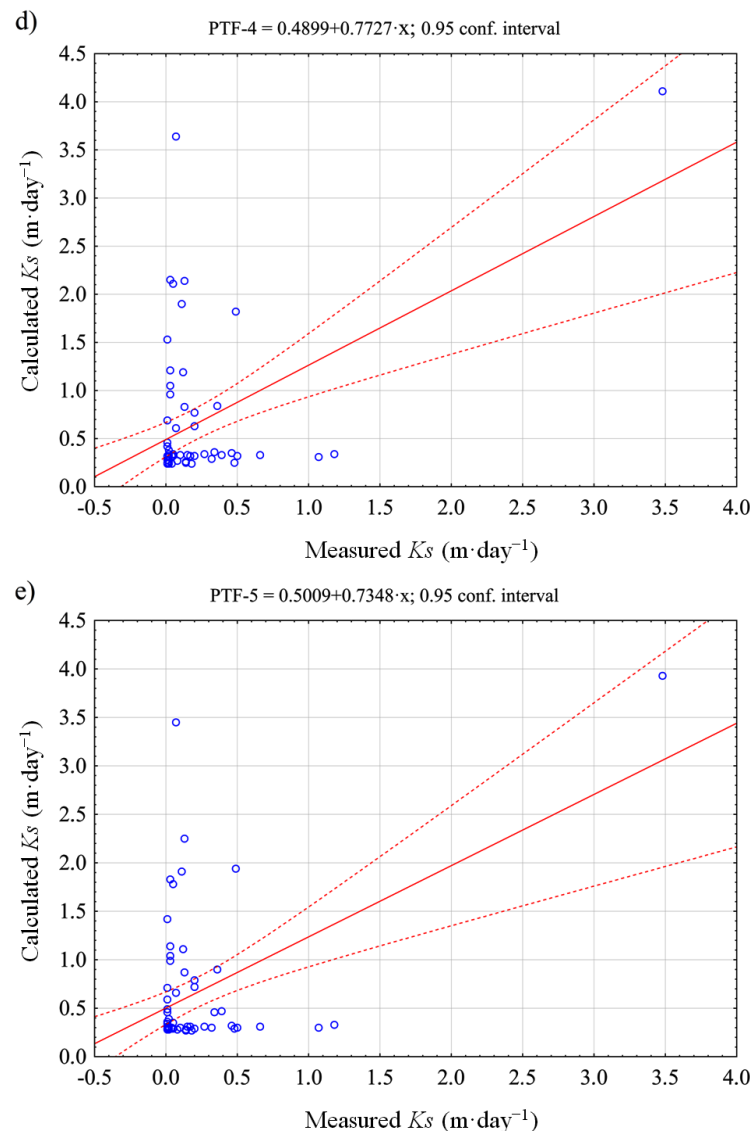 d)
PTF-4 = 0.4899+0.7727·x; 0.95 conf. interval
Calculated Ks (m·day⁻¹)
4.5
4.0
3.5
3.0
2.5
2.0
1.5
1.0
0.5
0.0
-0.5 0.0 0.5 1.0 1.5 2.0 2.5 3.0 3.5 4.0
Measured Ks (m·day⁻¹)
e)
PTF-5 = 0.5009+0.7348·x; 0.95 conf. interval
Calculated Ks (m·day⁻¹)
4.5
4.0
3.5
3.0
2.5
2.0
1.5
1.0
0.5
0.0
-0.5 0.0 0.5 1.0 1.5 2.0 2.5 3.0 3.5 4.0
Measured Ks (m·day⁻¹)